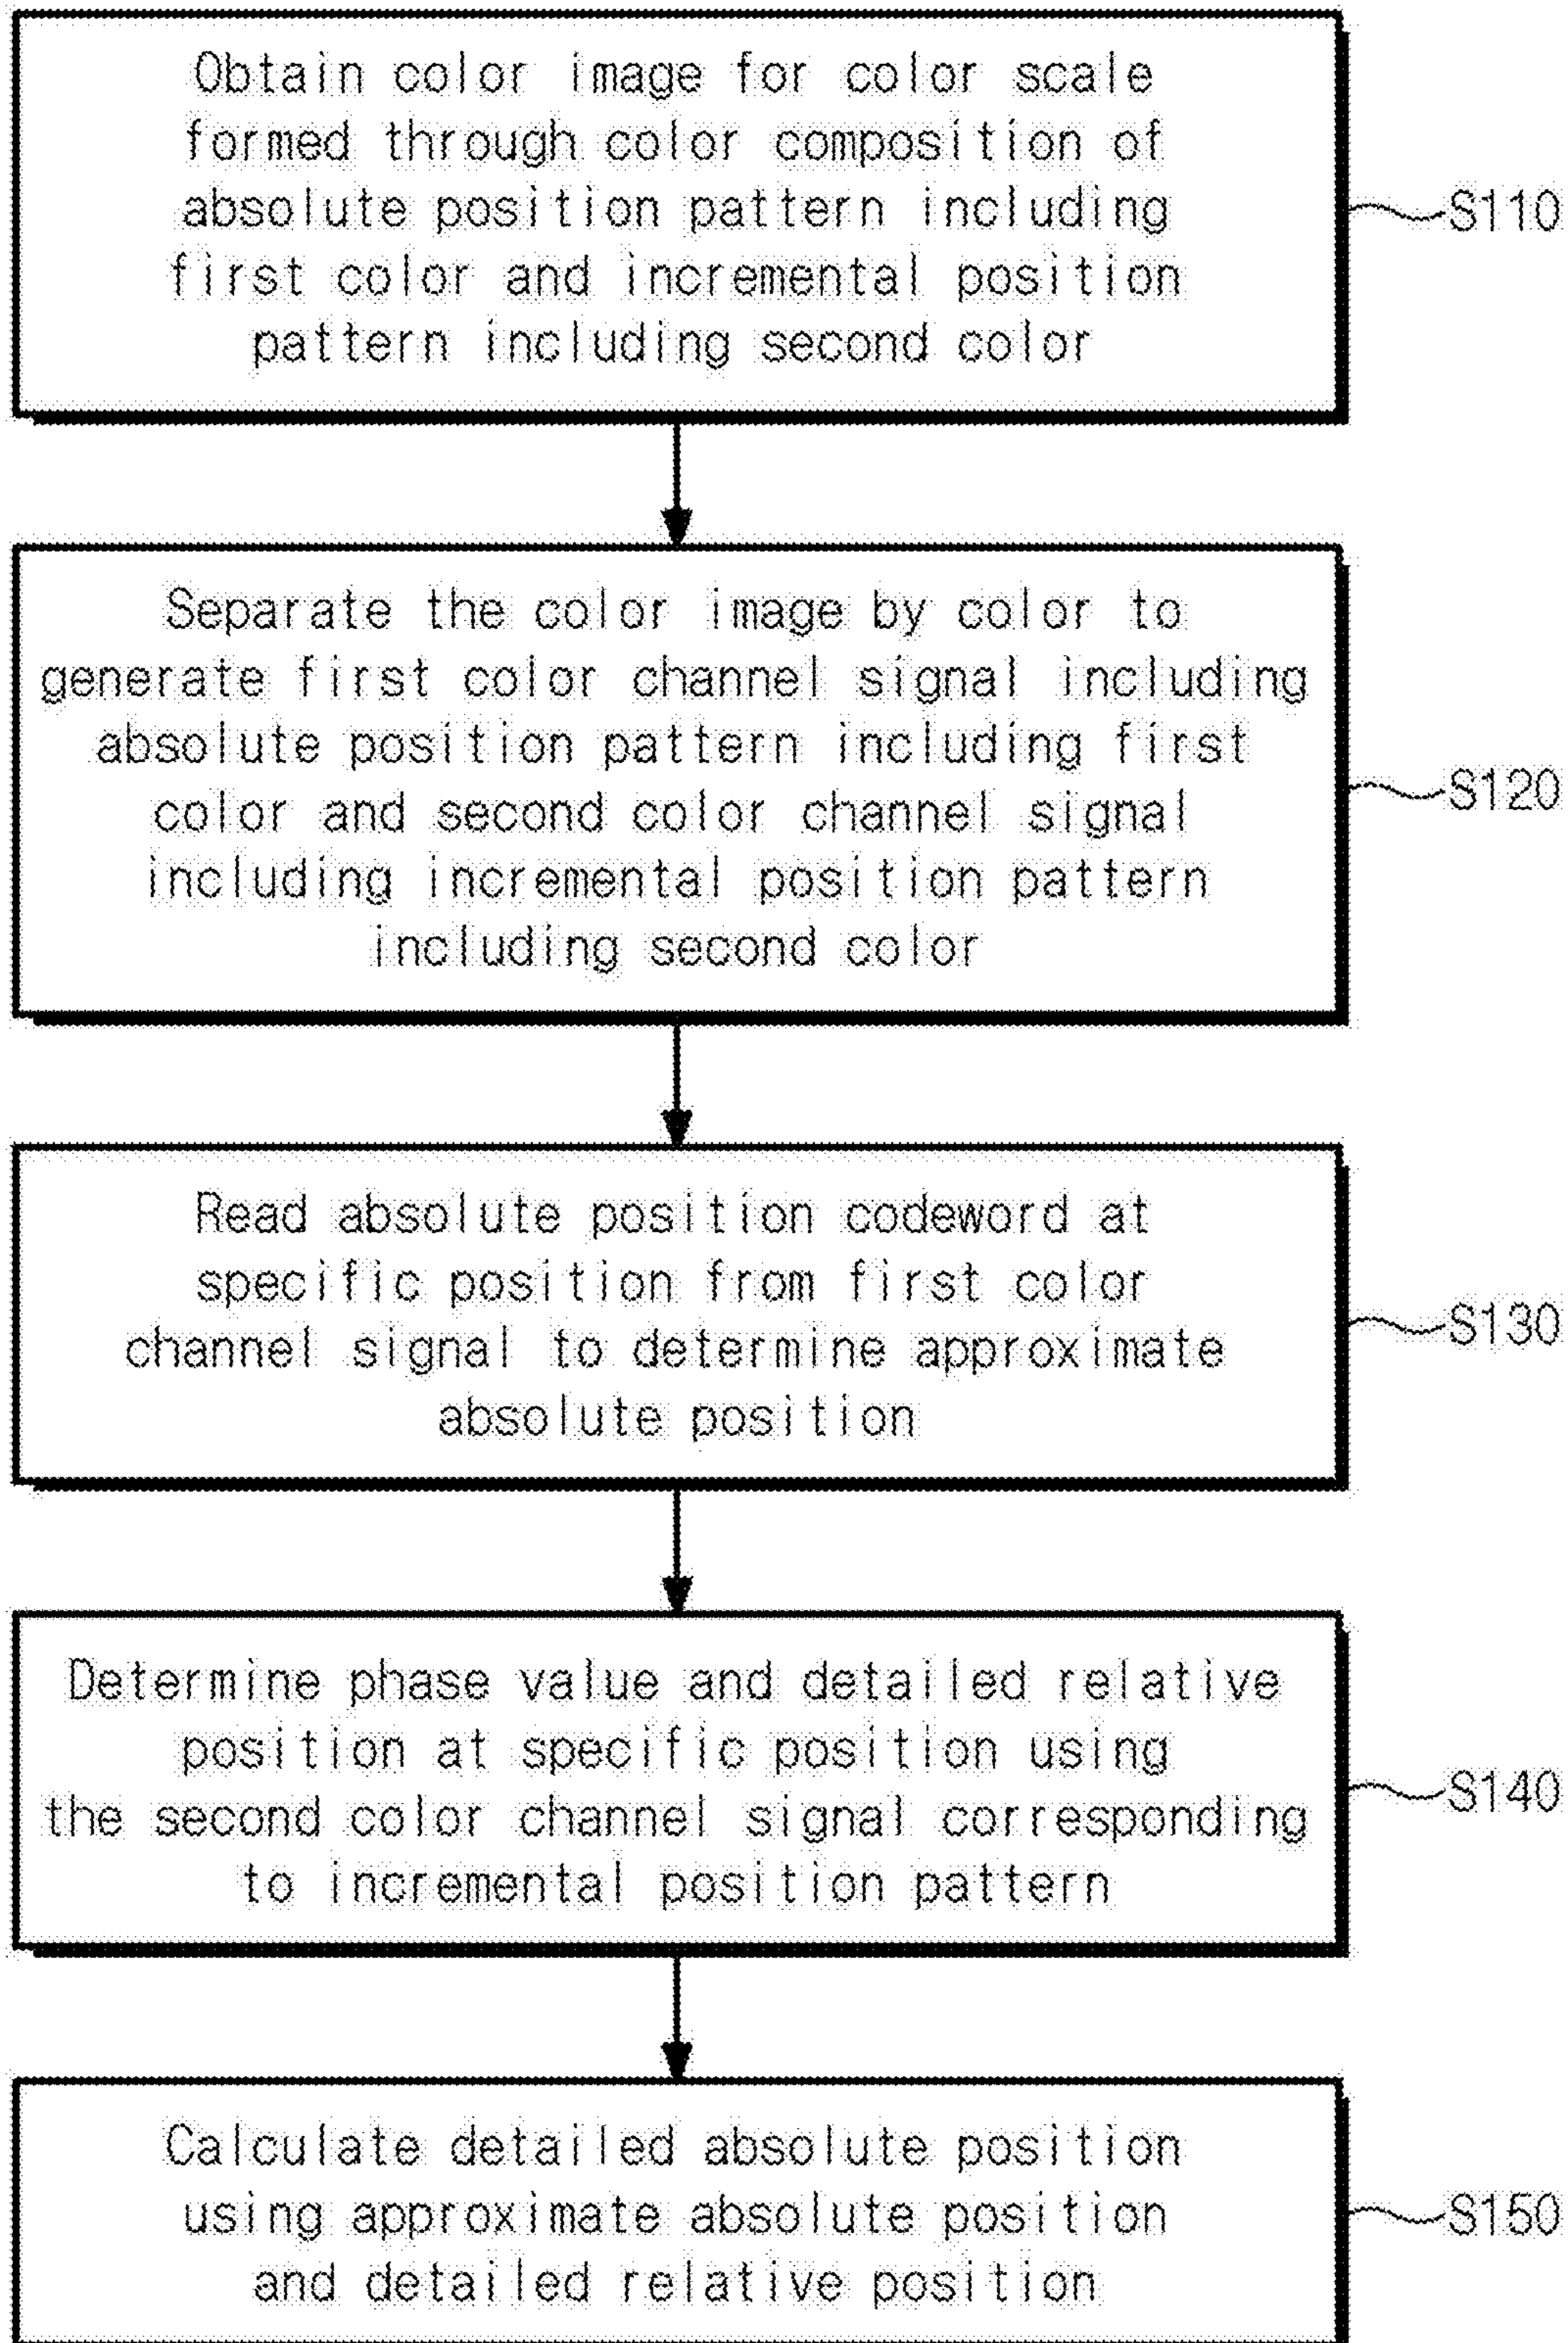 Obtain color image for color scale
formed through color composition of
absolute position pattern including
first color and incremental position
pattern including second color
S110
Separate the color image by color to
generate first color channel signal including
absolute position pattern including first
color and second color channel signal
including incremental position pattern
including second color
S120
Read absolute position codeword at
specific position from first color
channel signal to determine approximate
absolute position
S130
Determine phase value and detailed relative
position at specific position using
the second color channel signal corresponding
to incremental position pattern
S140
Calculate detailed absolute position
using approximate absolute position
and detailed relative position
S150